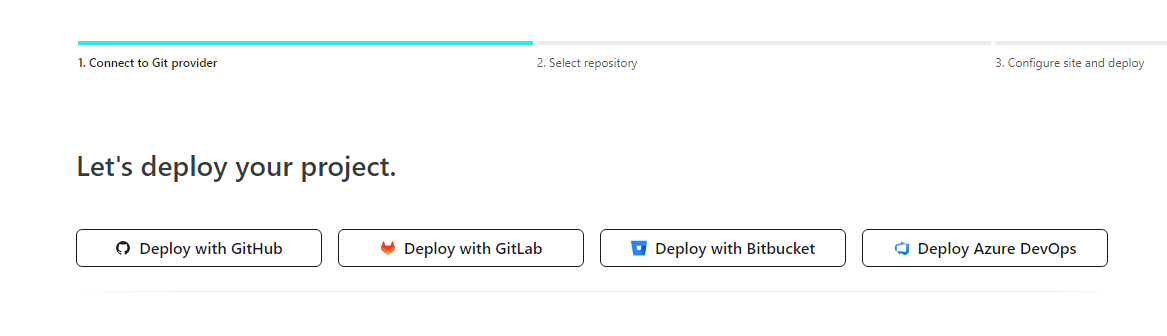 1. Connect to Git provider
2. Select repository
3. Configure site and deploy
Let's deploy your project.
Deploy with GitHub
Deploy with GitLab
Deploy with Bitbucket
Deploy Azure DevOps